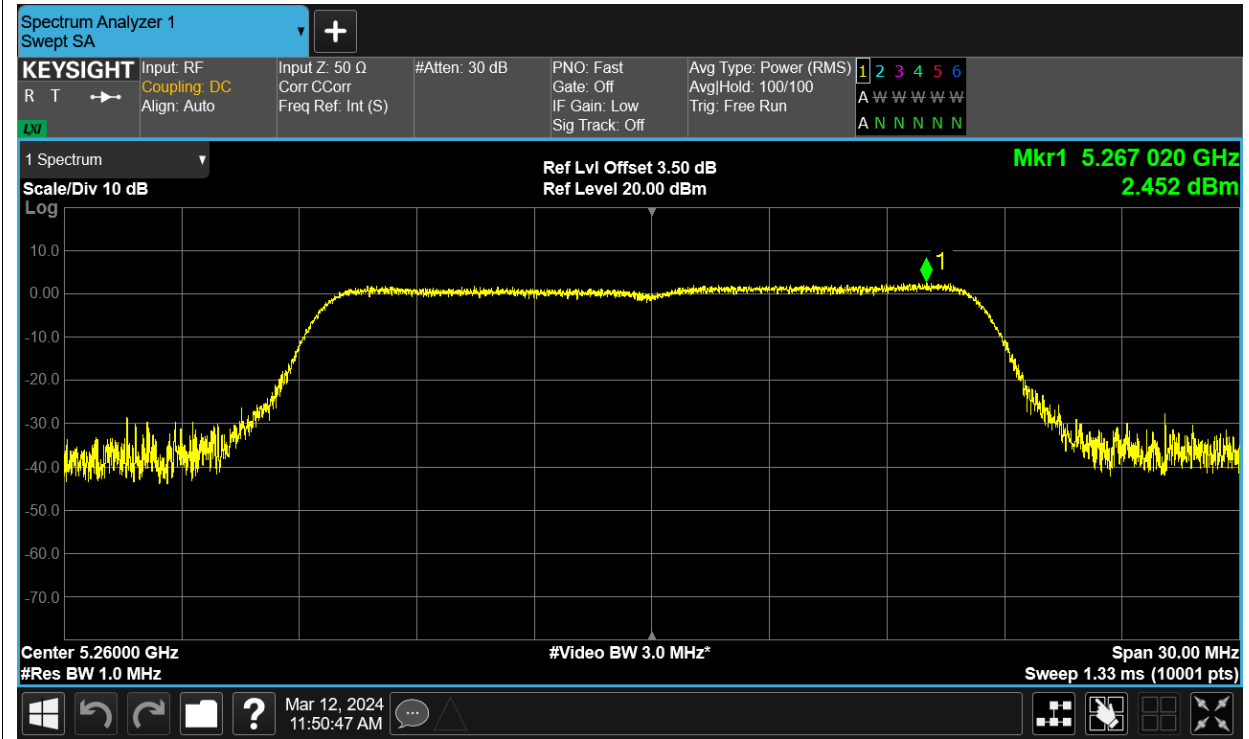 Spectrum Analyzer 1
Swept SA
KEYSIGHT
R T
LXI
Input: RF
Coupling: DC
Align: Auto
Input Z: 50 Ω
Corr CCorr
Freq Ref: Int (S)
#Atten: 30 dB
PNO: Fast
Gate: Off
IF Gain: Low
Sig Track: Off
Avg Type: Power (RMS)
Avg|Hold: 100/100
Trig: Free Run
1 2 3 4 5 6
A W W W W W
A N N N N N
1 Spectrum
Scale/Div 10 dB
Log
Ref Lvl Offset 3.50 dB
Ref Level 20.00 dBm
Mkr1 5.267 020 GHz
2.452 dBm
10.0
0.00
-10.0
-20.0
-30.0
-40.0
-50.0
-60.0
-70.0
1
Center 5.26000 GHz
#Res BW 1.0 MHz
#Video BW 3.0 MHz*
Span 30.00 MHz
Sweep 1.33 ms (10001 pts)
?
Mar 12, 2024
11:50:47 AM